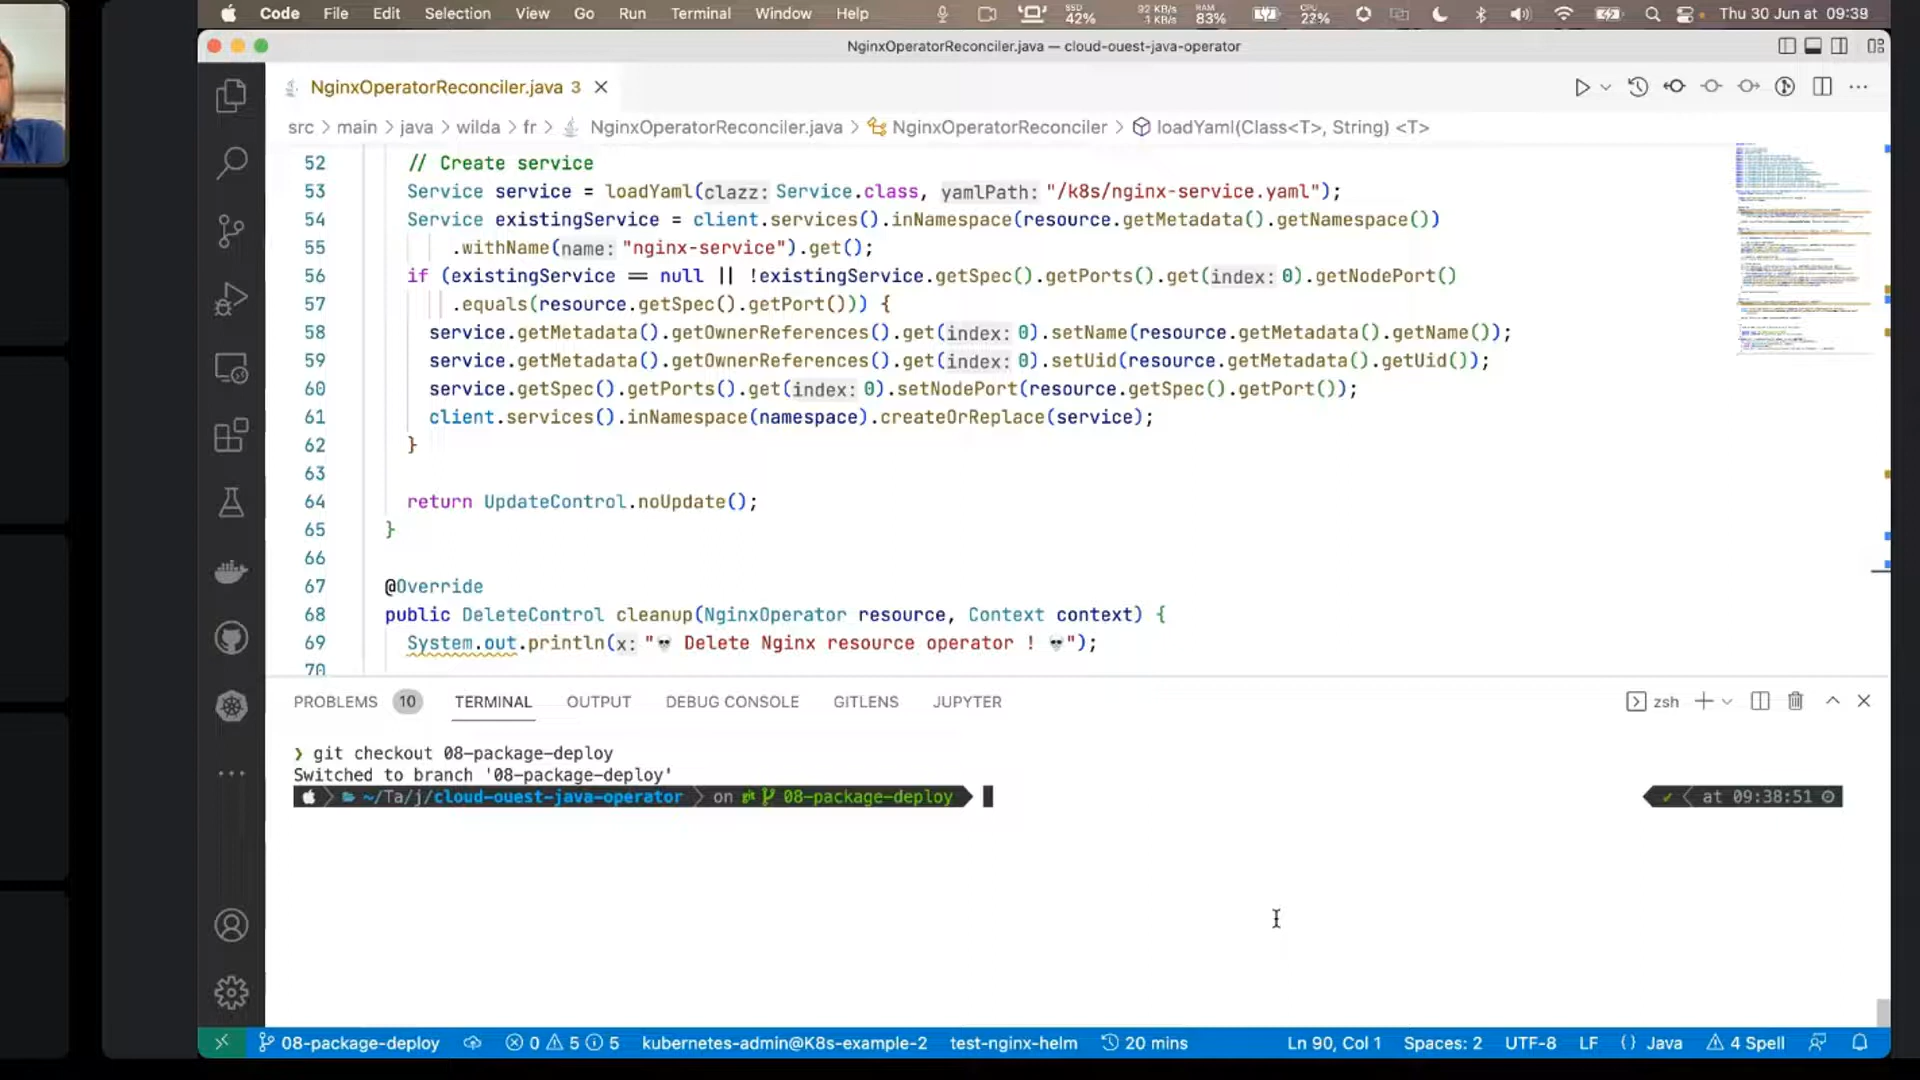 Code File Edit Selection View Go Run Terminal Window Help SSD 42% 92 KB/s 1 KB/s RAM 83% CPU 22% Thu 30 Jun at 09:39
NginxOperatorReconciler.java — cloud-ouest-java-operator
NginxOperatorReconciler.java 3
src > main > java > wilda > fr > NginxOperatorReconciler.java > NginxOperatorReconciler > loadYaml(Class<T>, String) <T>
52 // Create service
53 Service service = loadYaml(clazz: Service.class, yamlPath: "/k8s/nginx-service.yaml");
54 Service existingService = client.services().inNamespace(resource.getMetadata().getNamespace())
55 .withName(name: "nginx-service").get();
56 if (existingService == null || !existingService.getSpec().getPorts().get(index: 0).getNodePort()
57 .equals(resource.getSpec().getPort())) {
58 service.getMetadata().getOwnerReferences().get(index: 0).setName(resource.getMetadata().getName());
59 service.getMetadata().getOwnerReferences().get(index: 0).setUid(resource.getMetadata().getUid());
60 service.getSpec().getPorts().get(index: 0).setNodePort(resource.getSpec().getPort());
61 client.services().inNamespace(namespace).createOrReplace(service);
62 }
63
64 return UpdateControl.noUpdate();
65 }
66
67 @Override
68 public DeleteControl cleanup(NginxOperator resource, Context context) {
69 System.out.println(x: "💀 Delete Nginx resource operator ! 💀");
70
PROBLEMS 10 TERMINAL OUTPUT DEBUG CONSOLE GITLENS JUPYTER zsh
❯ git checkout 08-package-deploy
Switched to branch '08-package-deploy'
~/Ta/j/cloud-ouest-java-operator on git 08-package-deploy ✓ at 09:38:51
08-package-deploy 0 5 5 kubernetes-admin@K8s-example-2 test-nginx-helm 20 mins Ln 90, Col 1 Spaces: 2 UTF-8 LF {} Java 4 Spell